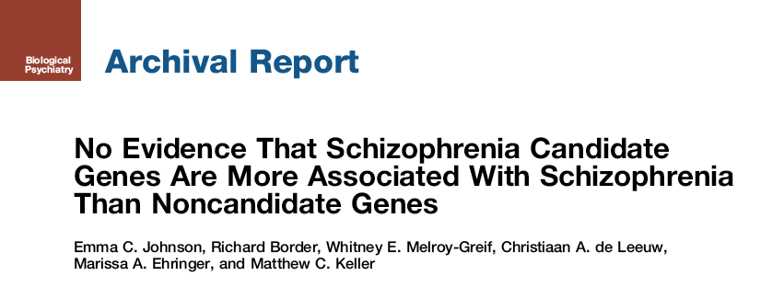 Biological
Psychiatry
Archival Report
No Evidence That Schizophrenia Candidate
Genes Are More Associated With Schizophrenia
Than Noncandidate Genes
Emma C. Johnson, Richard Border, Whitney E. Melroy-Greif, Christiaan A. de Leeuw,
Marissa A. Ehringer, and Matthew C. Keller